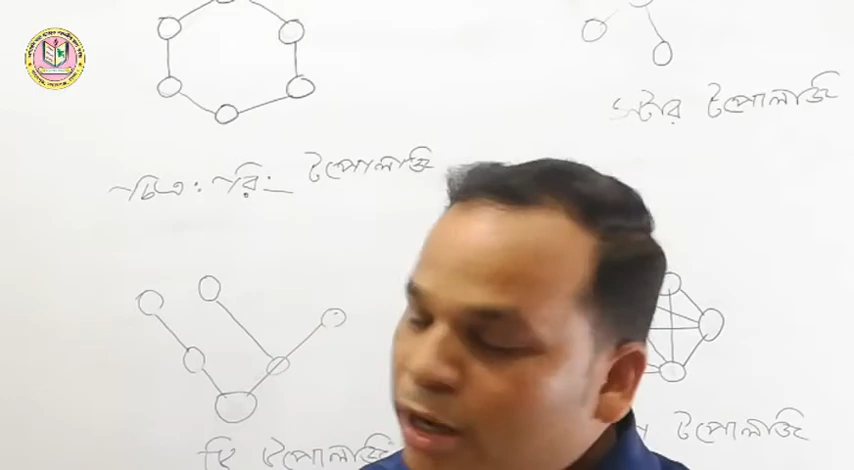 স্টার টপোলজি
চিত্র: রিং টপোলজি
টপোলজি
ট্রি টপোলজি